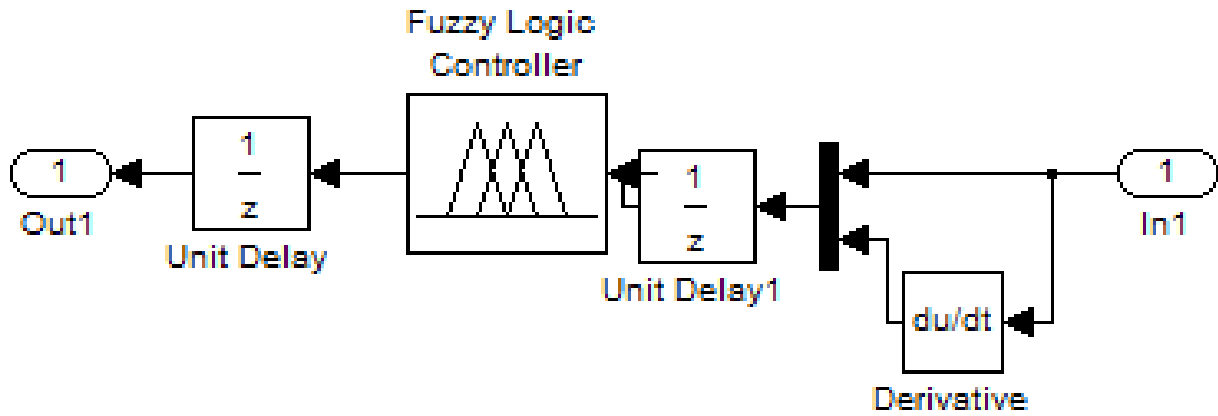 Fuzzy Logic
Controller
1
Out1
1
z
Unit Delay
1
z
Unit Delay1
1
In1
du/dt
Derivative